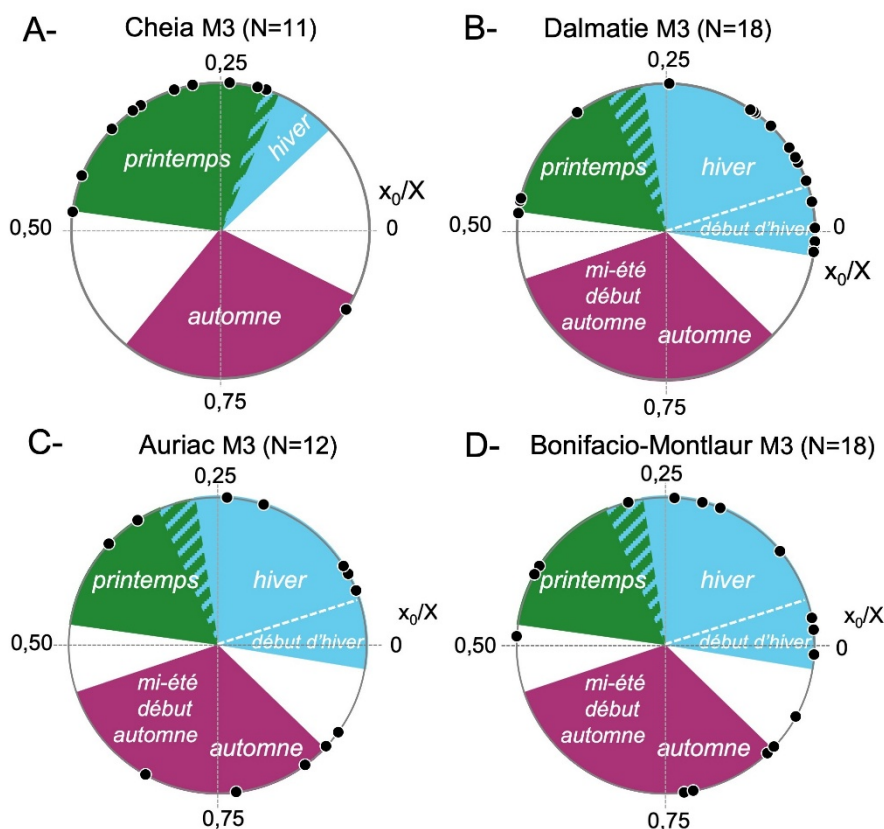 A-
Cheia M3 (N=11)
0,25
printemps
hiver
x₀/X
0,50
0
automne
0,75
B-
Dalmatie M3 (N=18)
0,25
printemps
hiver
début d'hiver
0,50
0
x₀/X
mi-été
début
automne
automne
0,75
C-
Auriac M3 (N=12)
0,25
printemps
hiver
x₀/X
début d'hiver
0,50
0
mi-été
début
automne
automne
0,75
D-
Bonifacio-Montlaur M3 (N=18)
0,25
printemps
hiver
x₀/X
début d'hiver
0,50
0
mi-été
début
automne
automne
0,75